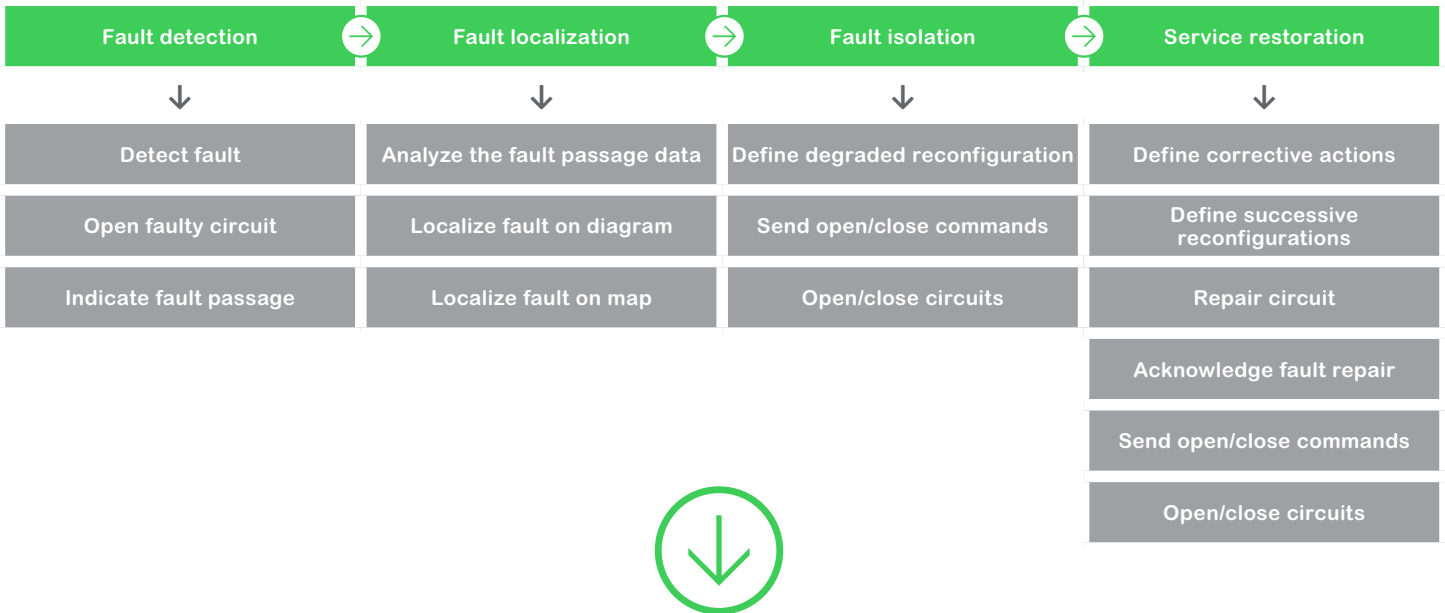 Fault detection
Fault localization
Fault isolation
Service restoration
Detect fault
Analyze the fault passage data
Define degraded reconfiguration
Define corrective actions
Open faulty circuit
Localize fault on diagram
Send open/close commands
Define successive
reconfigurations
Indicate fault passage
Localize fault on map
Open/close circuits
Repair circuit
Acknowledge fault repair
Send open/close commands
Open/close circuits